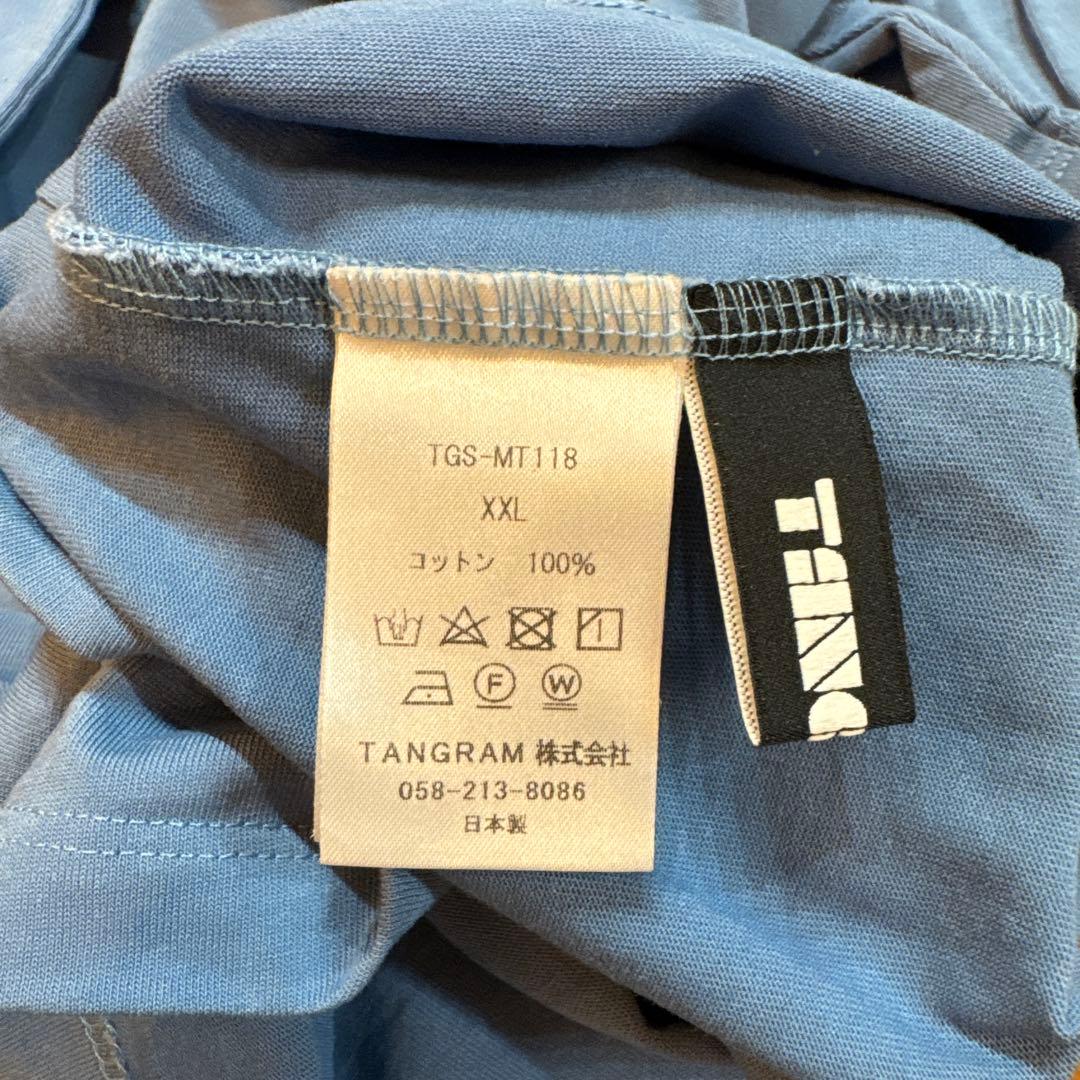 TGS-MT118
XXL
コットン 100%
F W
TANGRAM 株式会社
058-213-8086
日本製
TANG